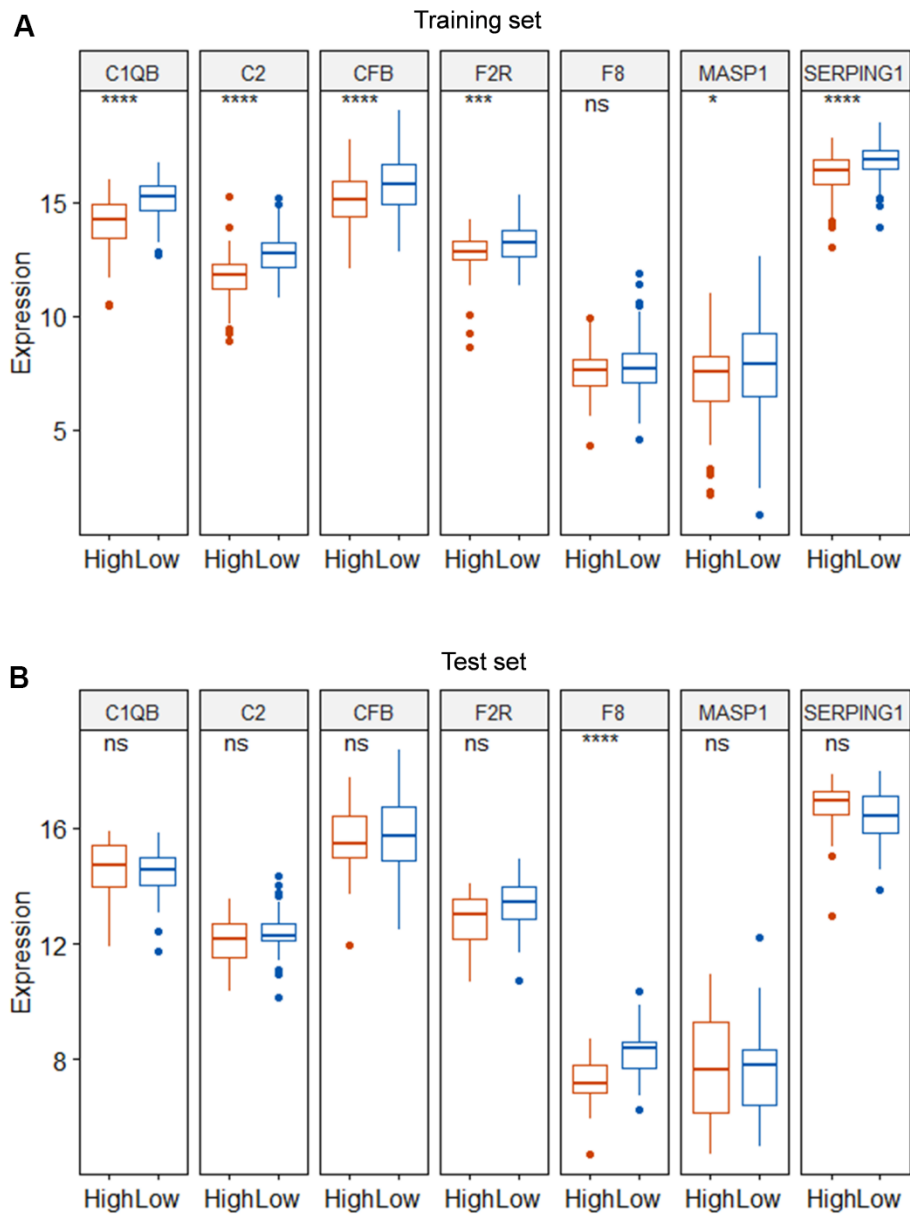 A
Training set
C1QB C2 CFB F2R F8 MASP1 SERPING1
**** **** **** *** ns * ****
15
10
5
Expression
HighLow HighLow HighLow HighLow HighLow HighLow HighLow
B
Test set
C1QB C2 CFB F2R F8 MASP1 SERPING1
ns ns ns ns **** ns ns
16
12
8
Expression
HighLow HighLow HighLow HighLow HighLow HighLow HighLow